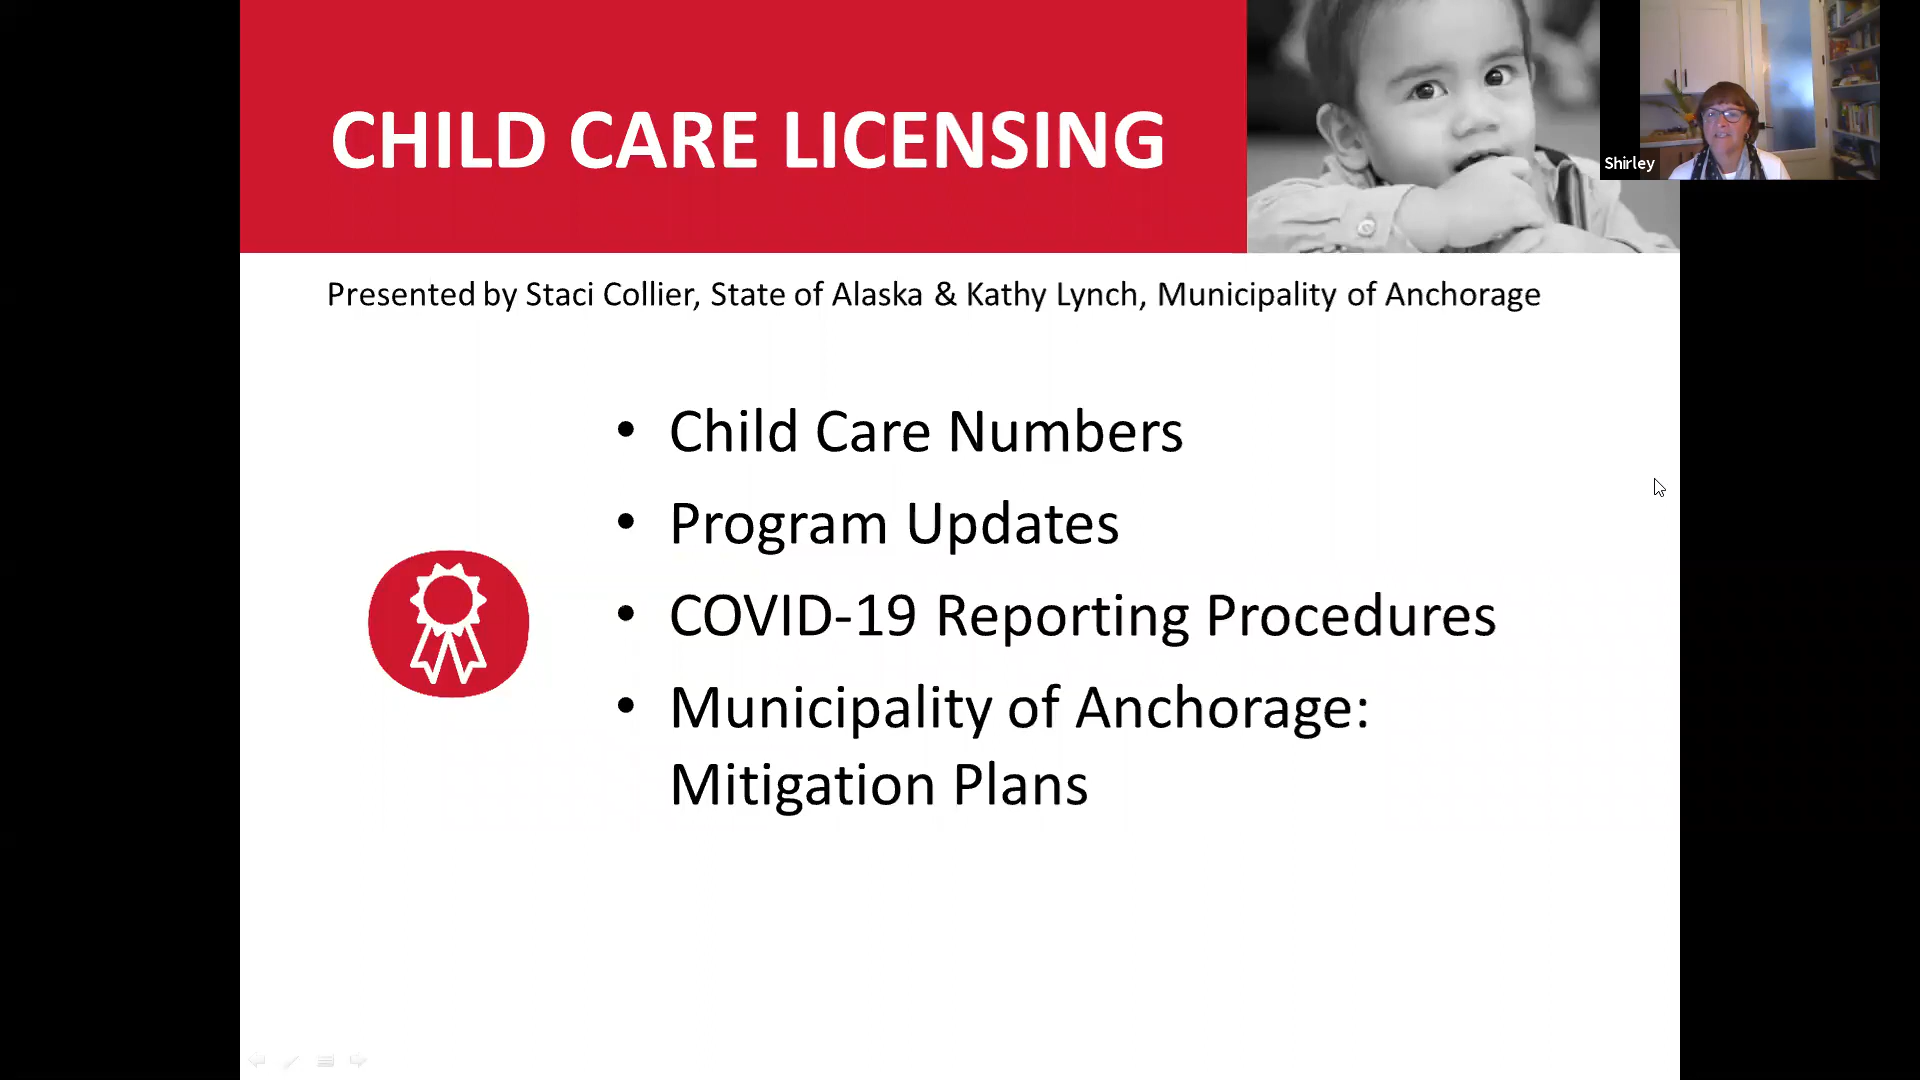 CHILD CARE LICENSING
Shirley
Presented by Staci Collier, State of Alaska & Kathy Lynch, Municipality of Anchorage
• Child Care Numbers
• Program Updates
• COVID-19 Reporting Procedures
• Municipality of Anchorage:
Mitigation Plans